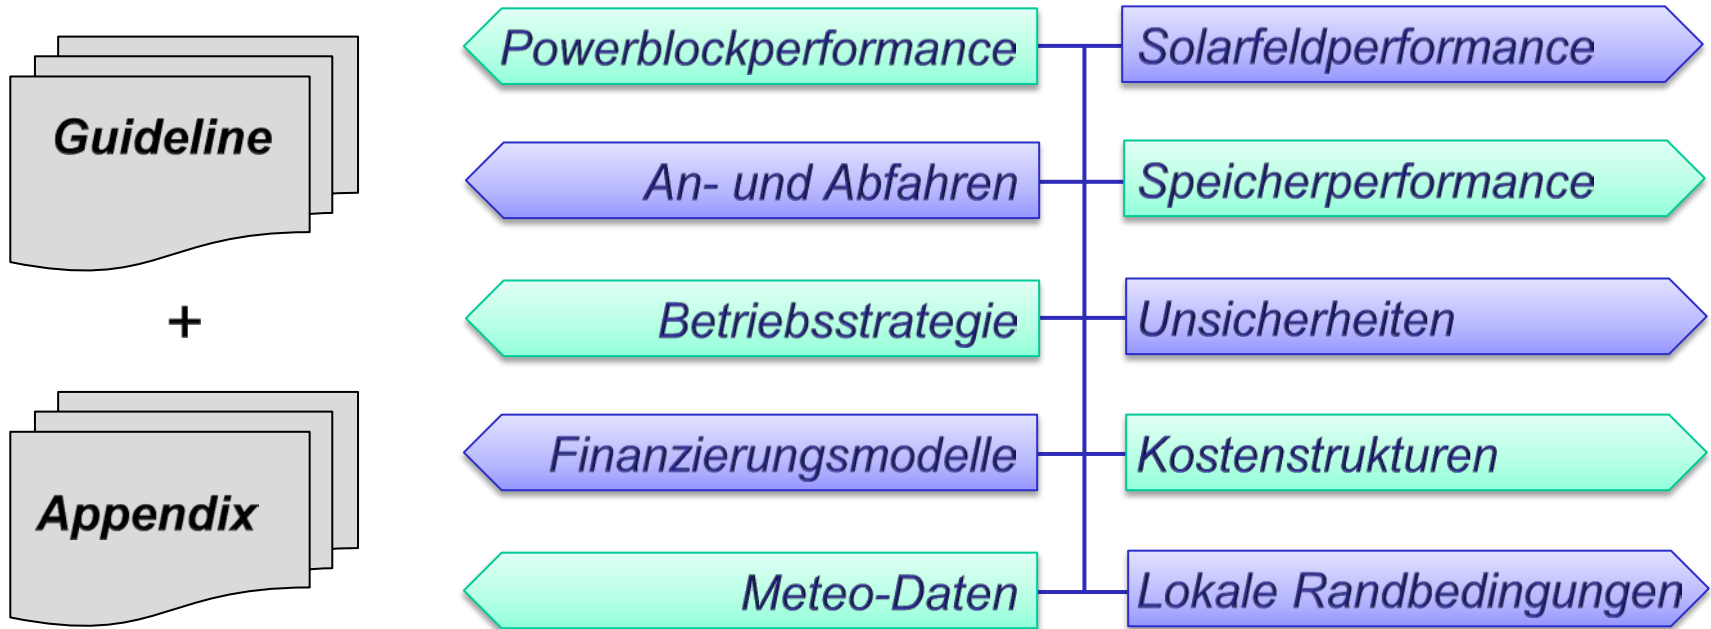 Guideline
+
Appendix
Powerblockperformance
Solarfeldperformance
An- und Abfahren
Speicherperformance
Betriebsstrategie
Unsicherheiten
Finanzierungsmodelle
Kostenstrukturen
Meteo-Daten
Lokale Randbedingungen